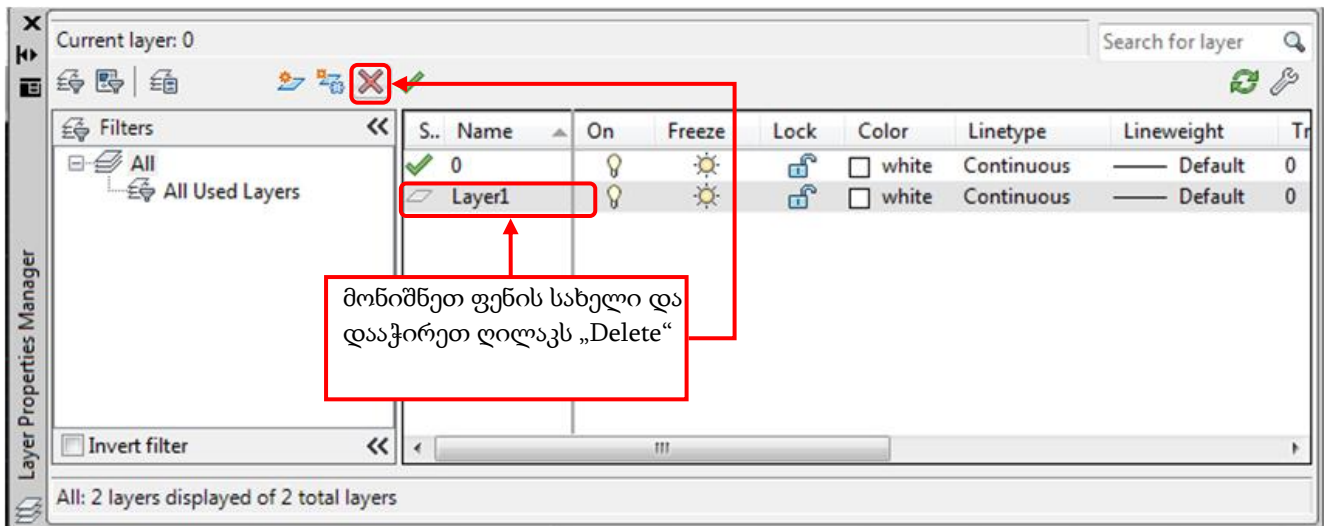 Current layer: 0
Search for layer
Filters
All
All Used Layers
Invert filter
S.. Name On Freeze Lock Color Linetype Lineweight Tr
0 white Continuous Default 0
Layer1 white Continuous Default 0
მონიშნეთ ფენის სახელი და
დააჭირეთ ღილაკს „Delete“
All: 2 layers displayed of 2 total layers
Layer Properties Manager